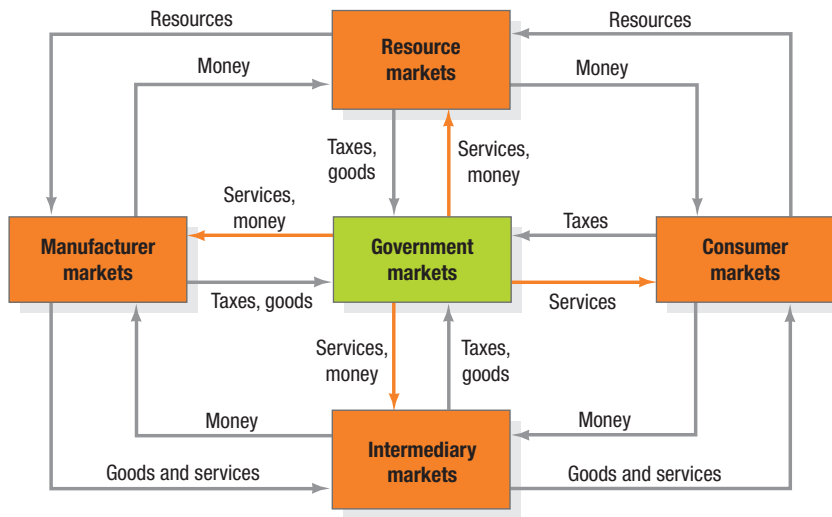 Resources
Resources
Resource
markets
Money
Money
Taxes,
goods
Services,
money
Services,
money
Taxes
Manufacturer
markets
Government
markets
Consumer
markets
Taxes, goods
Services
Services,
money
Taxes,
goods
Money
Money
Intermediary
markets
Goods and services
Goods and services